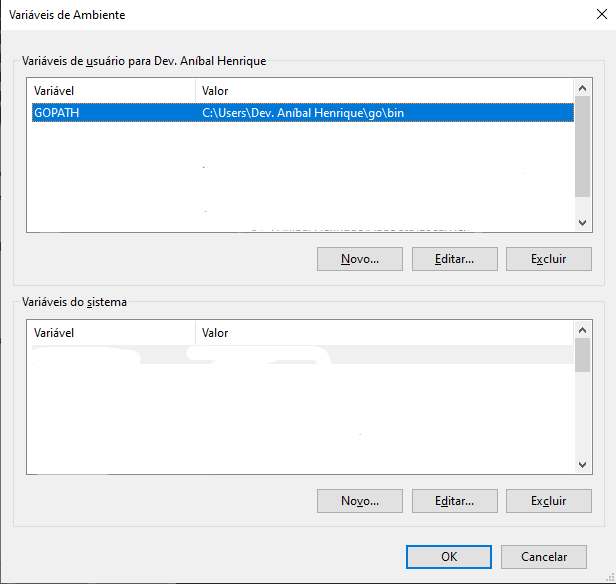 Variáveis de Ambiente
Variáveis de usuário para Dev. Aníbal Henrique
Variável Valor
GOPATH C:\Users\Dev. Aníbal Henrique\go\bin
Novo... Editar... Excluir
Variáveis do sistema
Variável Valor
Novo... Editar... Excluir
OK Cancelar